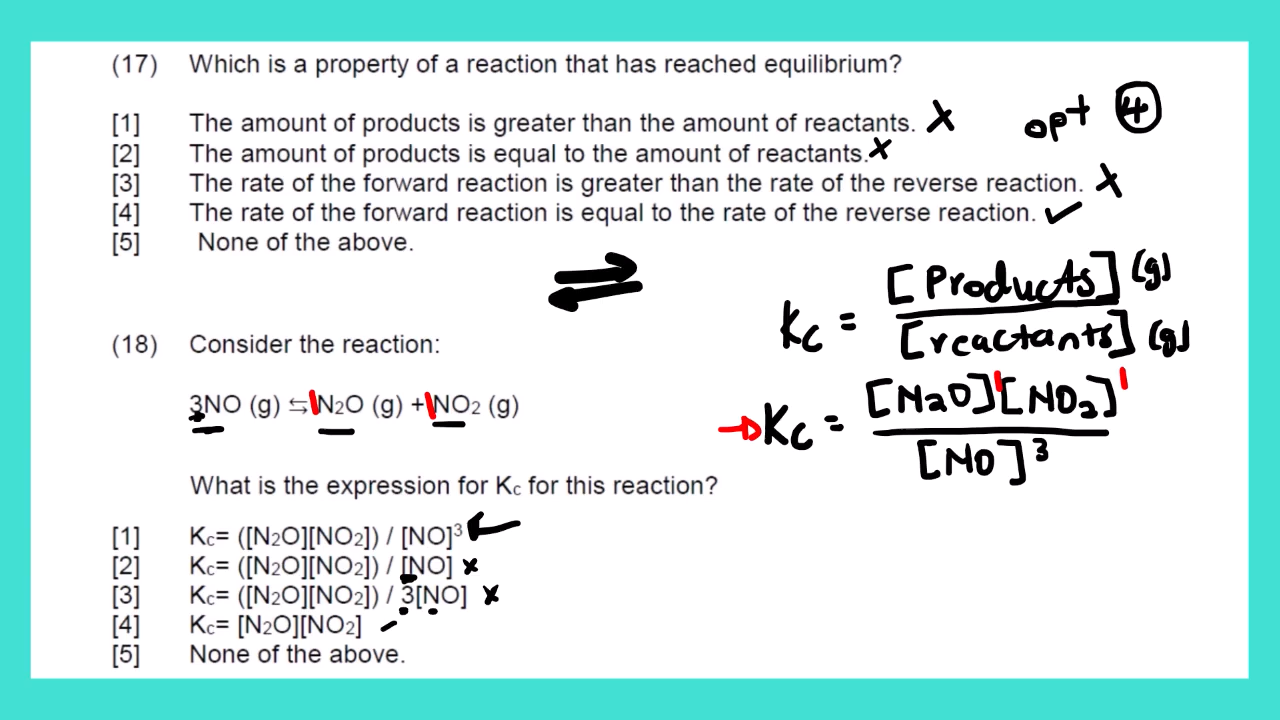 (17) Which is a property of a reaction that has reached equilibrium?
[1] The amount of products is greater than the amount of reactants. X
opt ④
[2] The amount of products is equal to the amount of reactants. x
[3] The rate of the forward reaction is greater than the rate of the reverse reaction. X
[4] The rate of the forward reaction is equal to the rate of the reverse reaction. ✓
[5] None of the above.
⇌
Kc = [Products](g) / [reactants](g)
(18) Consider the reaction:
3NO (g) ⇆ 1N₂O (g) + 1NO₂ (g)
→ Kc = [N₂O]¹[NO₂]¹ / [NO]³
What is the expression for Kc for this reaction?
[1] Kc= ([N₂O][NO₂]) / [NO]³ ←
[2] Kc= ([N₂O][NO₂]) / [NO] x
[3] Kc= ([N₂O][NO₂]) / 3[NO] x
[4] Kc= [N₂O][NO₂] -
[5] None of the above.